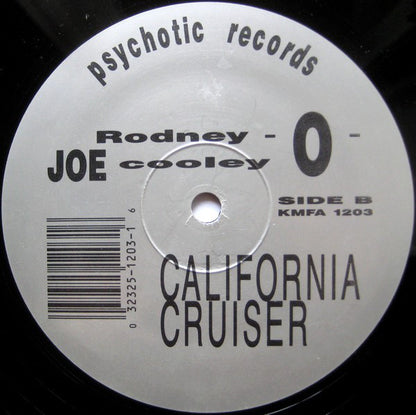 psychotic records
Rodney - O -
JOE cooley
SIDE B
KMFA 1203
0 32325-1203-1 6
CALIFORNIA
CRUISER